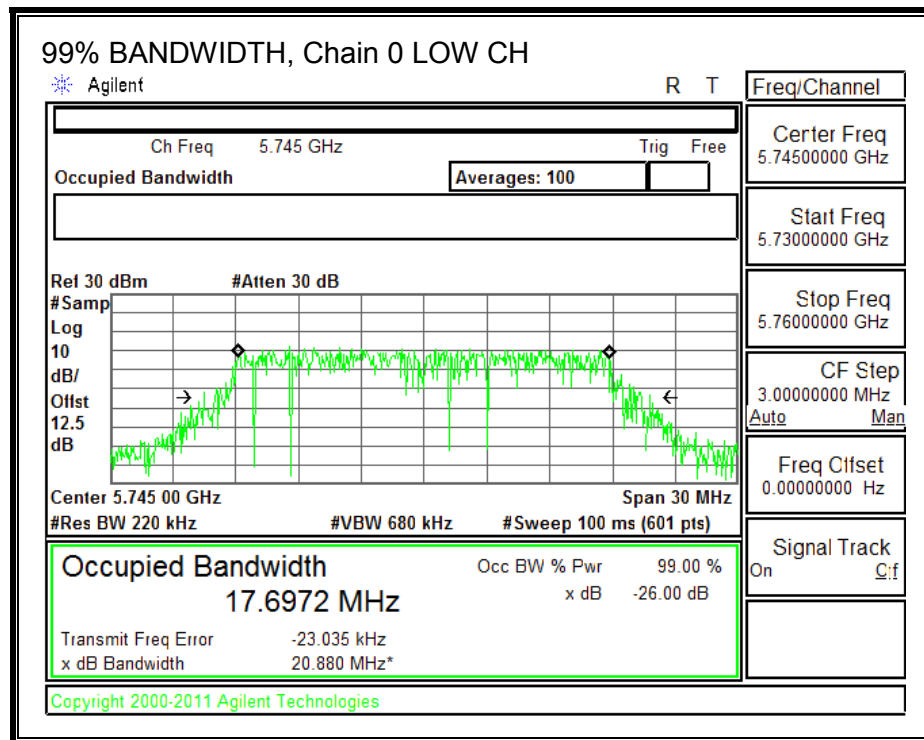 99% BANDWIDTH, Chain 0 LOW CH
Agilent R T
Ch Freq 5.745 GHz Trig Free
Occupied Bandwidth Averages: 100
Ref 30 dBm #Atten 30 dB
#Samp
Log
10
dB/
Offst
12.5
dB
Center 5.745 00 GHz Span 30 MHz
#Res BW 220 kHz #VBW 680 kHz #Sweep 100 ms (601 pts)
Occupied Bandwidth Occ BW % Pwr 99.00 %
17.6972 MHz x dB -26.00 dB
Transmit Freq Error -23.035 kHz
x dB Bandwidth 20.880 MHz*
Copyright 2000-2011 Agilent Technologies
Freq/Channel
Center Freq
5.74500000 GHz
Start Freq
5.73000000 GHz
Stop Freq
5.76000000 GHz
CF Step
3.00000000 MHz
Auto Man
Freq Offset
0.00000000 Hz
Signal Track
On Off